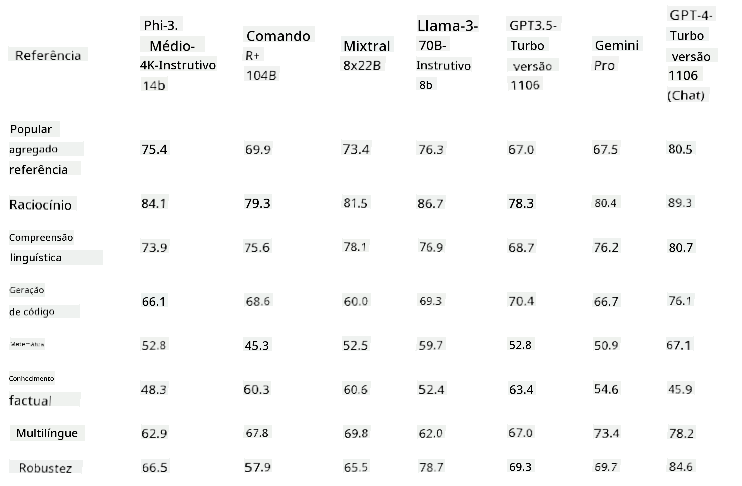 Referência
Phi-3.
Médio-
4K-Instrutivo
14b
Comando
R+
104B
Mixtral
8x22B
Llama-3-
70B-
Instrutivo
8b
GPT3.5-
Turbo
versão
1106
Gemini
Pro
GPT-4-
Turbo
versão
1106
(Chat)
Popular
agregado
referência
75.4 69.9 73.4 76.3 67.0 67.5 80.5
Raciocínio 84.1 79.3 81.5 86.7 78.3 80.4 89.3
Compreensão
linguística
73.9 75.6 78.1 76.9 68.7 76.2 80.7
Geração
de código
66.1 68.6 60.0 69.3 70.4 66.7 76.1
Matemática 52.8 45.3 52.5 59.7 52.8 50.9 67.1
Conhecimento
factual
48.3 60.3 60.6 52.4 63.4 54.6 45.9
Multilíngue 62.9 67.8 69.8 62.0 67.0 73.4 78.2
Robustez 66.5 57.9 65.5 78.7 69.3 69.7 84.6